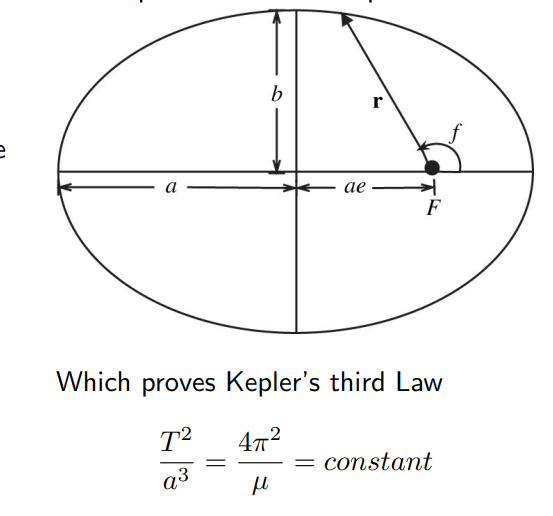 b
r
f
a
ae
F
e
Which proves Kepler's third Law
T²/a³ = 4π²/μ = constant